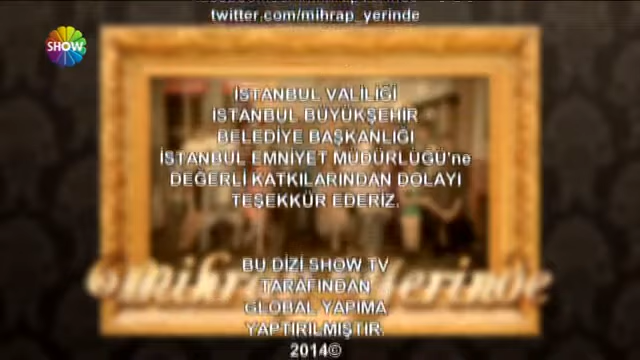 twitter.com/mihrap_yerinde
SHOW
İSTANBUL VALİLİĞİ
İSTANBUL BÜYÜKŞEHİR
BELEDİYE BAŞKANLIĞI
İSTANBUL EMNİYET MÜDÜRLÜĞÜ'ne
DEĞERLİ KATKILARINDAN DOLAYI
TEŞEKKÜR EDERİZ.
BU DİZİ SHOW TV
TARAFINDAN
GLOBAL YAPIMA
YAPTIRILMIŞTIR.
2014©